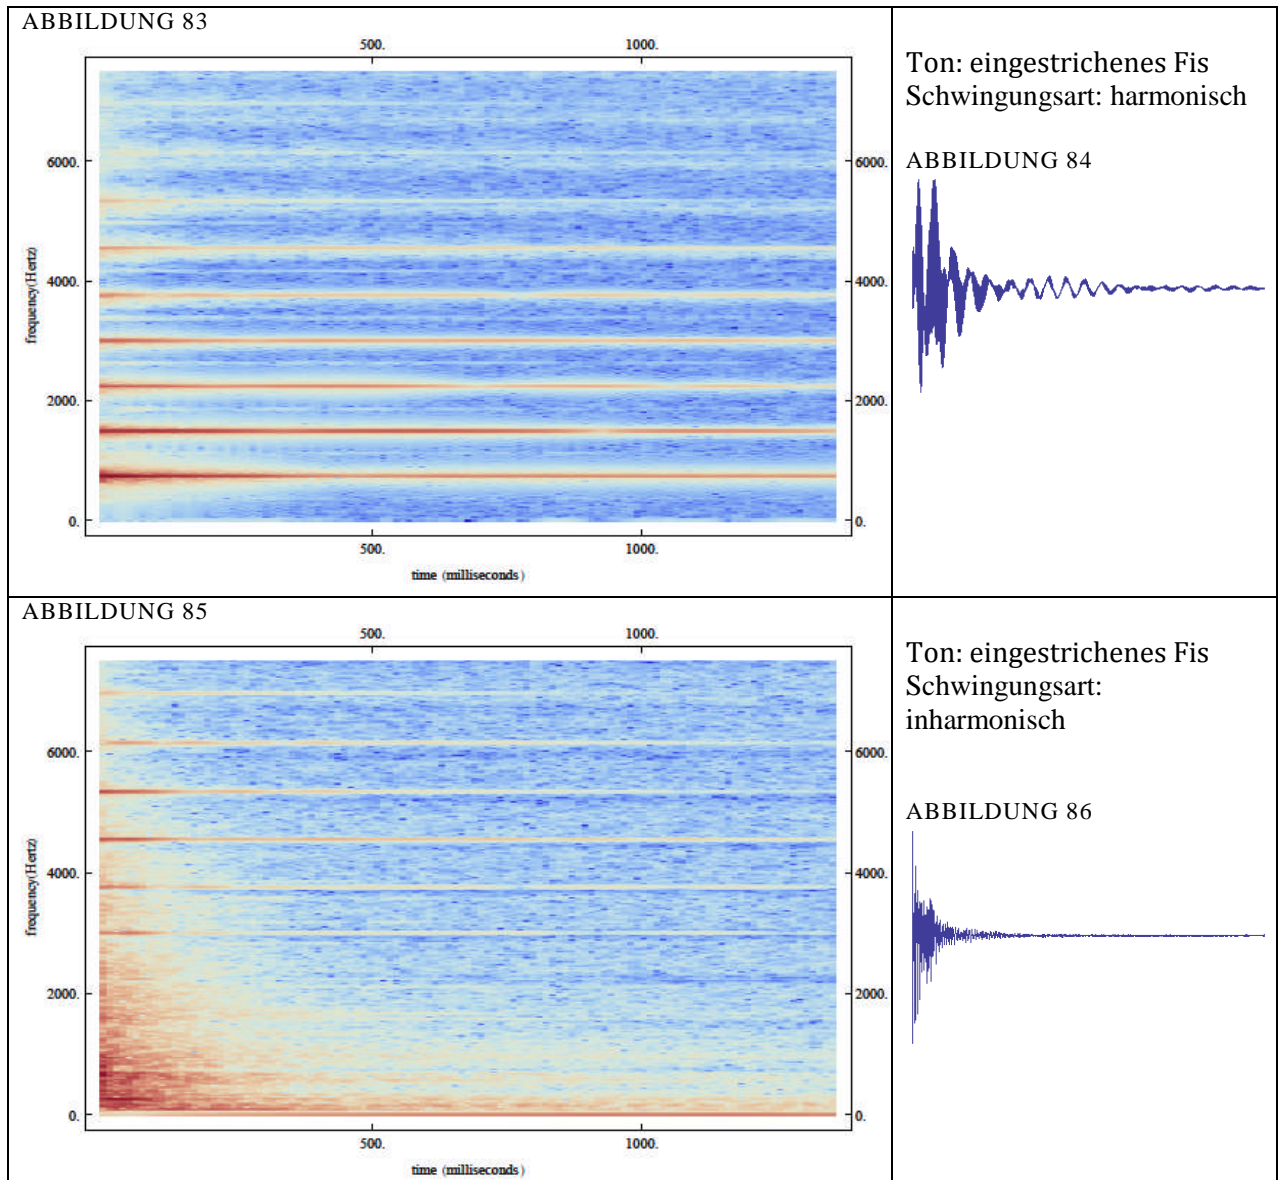 ABBILDUNG 83
500. 1000.
6000. 6000.
4000. 4000.
2000. 2000.
0. 0.
frequency(Hertz)
500. 1000.
time (milliseconds)
Ton: eingestrichenes Fis
Schwingungsart: harmonisch
ABBILDUNG 84
ABBILDUNG 85
500. 1000.
6000. 6000.
4000. 4000.
2000. 2000.
0. 0.
frequency(Hertz)
500. 1000.
time (milliseconds)
Ton: eingestrichenes Fis
Schwingungsart:
inharmonisch
ABBILDUNG 86